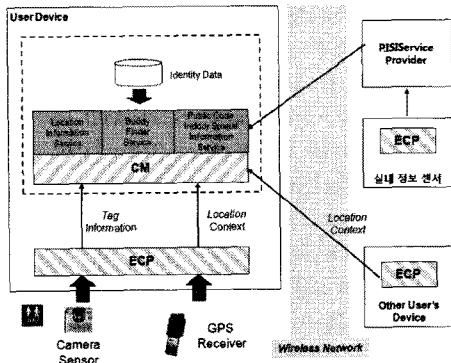 User Device
Identity Data
Location
Information
Service
Buddy
Finder
Service
Public Code
Indoor Spatial
Information
Service
CM
Tag
Information
Location
Context
ECP
Camera
Sensor
GPS
Receiver
Wireless Network
PISIService
Provider
ECP
실내 정보 센서
Location
Context
ECP
Other User's
Device